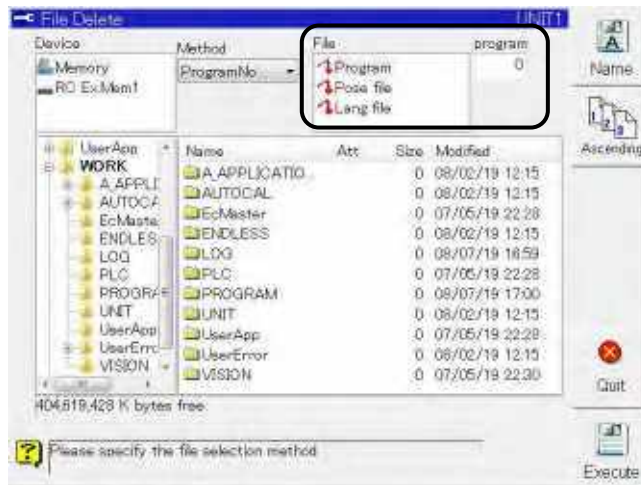 File Delete UNIT1
Device Method File program
Memory ProgramNo Program 0
RC Ex.Mem1 Pose file
Lang file
Name
Ascending
UserApp Name Att Size Modified
WORK A_APPLICATIO.. 0 08/02/19 12:15
A_APPLI AUTOCAL 0 08/02/19 12:15
AUTOCA EcMaster 0 07/05/19 22:28
EcMaste ENDLESS 0 08/02/19 12:15
ENDLES LOG 0 08/07/19 16:59
LOG PLC 0 07/05/19 22:28
PLC PROGRAM 0 08/07/19 17:00
PROGRA UNIT 0 08/02/19 12:15
UNIT UserApp 0 07/05/19 22:28
UserApp UserError 0 08/02/19 12:15
UserErrc VISION 0 07/05/19 22:30
VISION
Quit
404,619,428 K bytes free
Please specify the file selection method
Execute